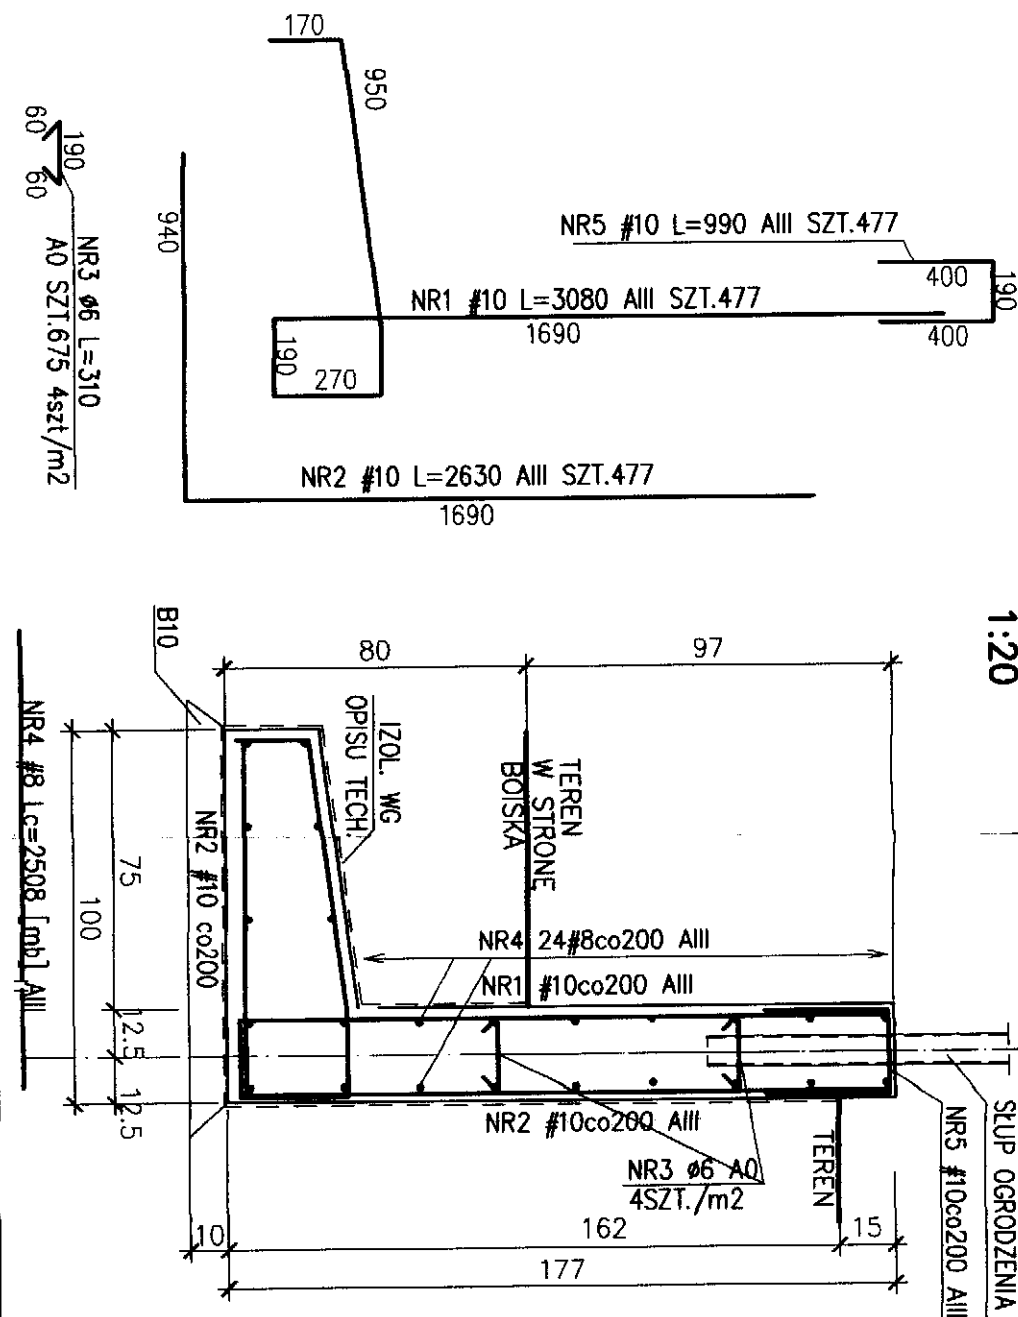 170
950
190
60 60
NR3 ø6 L=310
A0 SZT.675 4szt/m2
940
NR5 #10 L=990 AIII SZT.477
400
190
400
NR1 #10 L=3080 AIII SZT.477
1690
190
270
NR2 #10 L=2630 AIII SZT.477
1690
1:20
B10
80
97
IZOL. WG
OPISU TECH.
TEREN
W STRONE
BOISKA
NR4 #8 Lc=2508 [mb] AIII
100
75
12.5
12.5
NR2 #10 co200
NR4 24#8co200 AIII
NR1 #10co200 AIII
NR2 #10co200 AIII
NR3 ø6 A0
4SZT./m2
TEREN
SŁUP OGRODZENIA
NR5 #10co200 AIII
10
162
15
177